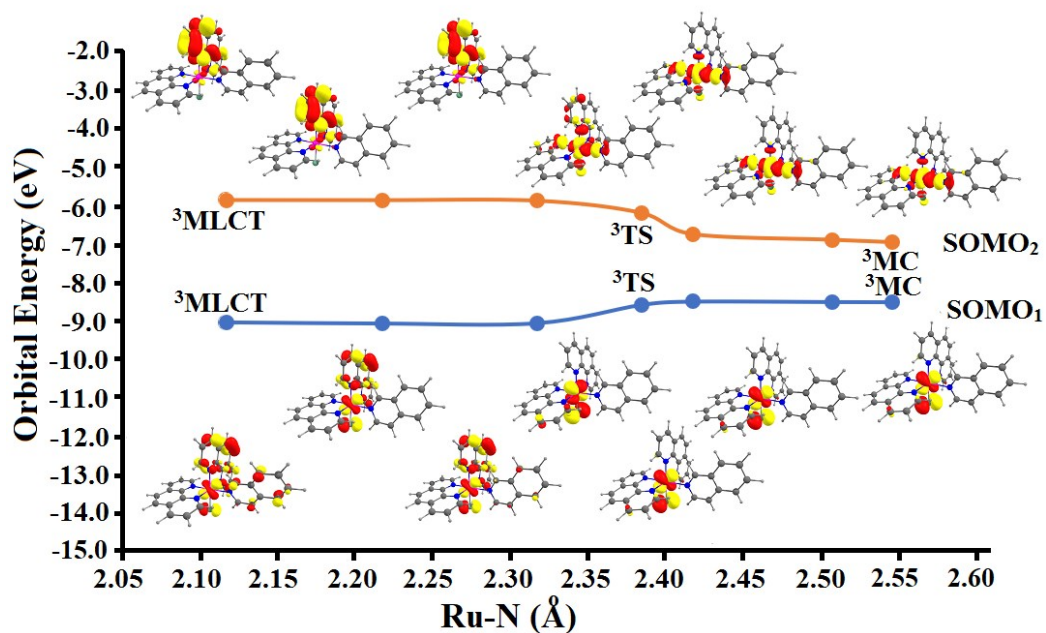 Orbital Energy (eV)
-2.0
-3.0
-4.0
-5.0
-6.0
-7.0
-8.0
-9.0
-10.0
-11.0
-12.0
-13.0
-14.0
-15.0
³MLCT
³TS
³MC
SOMO₂
³MLCT
³TS
³MC
SOMO₁
2.05 2.10 2.15 2.20 2.25 2.30 2.35 2.40 2.45 2.50 2.55 2.60
Ru-N (Å)